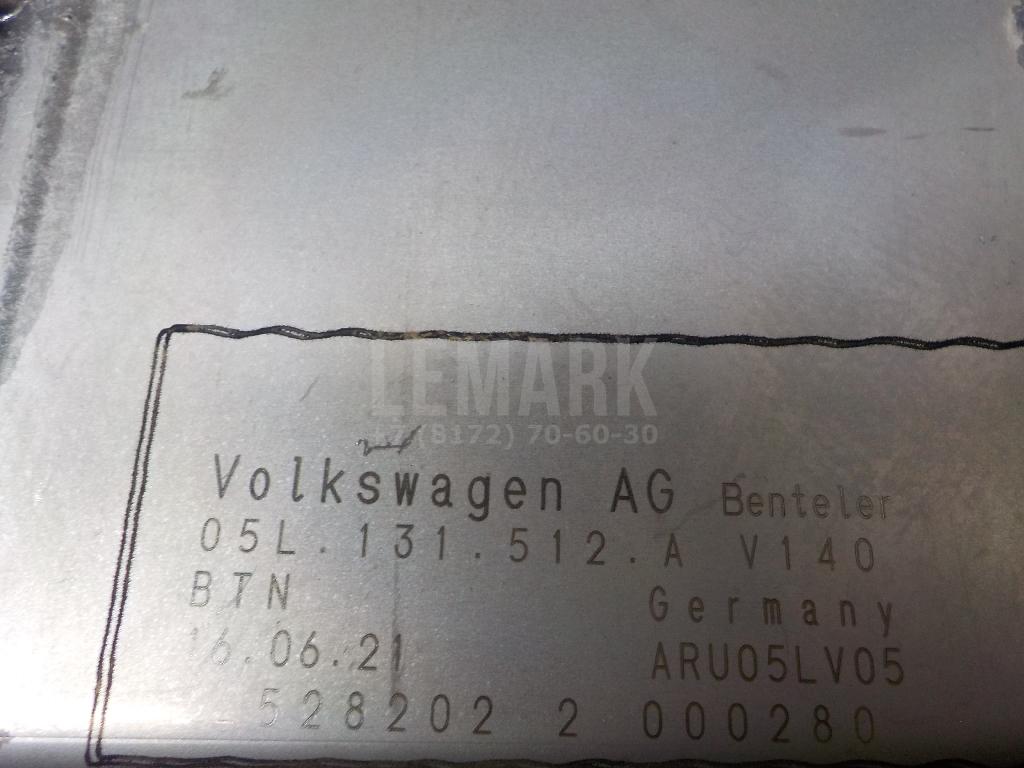 LEMARK
+7 (8172) 70-60-30
Volkswagen AG Benteler
05L.131.512.A V140
BTN Germany
16.06.21 ARU05LV05
528202 2 000280